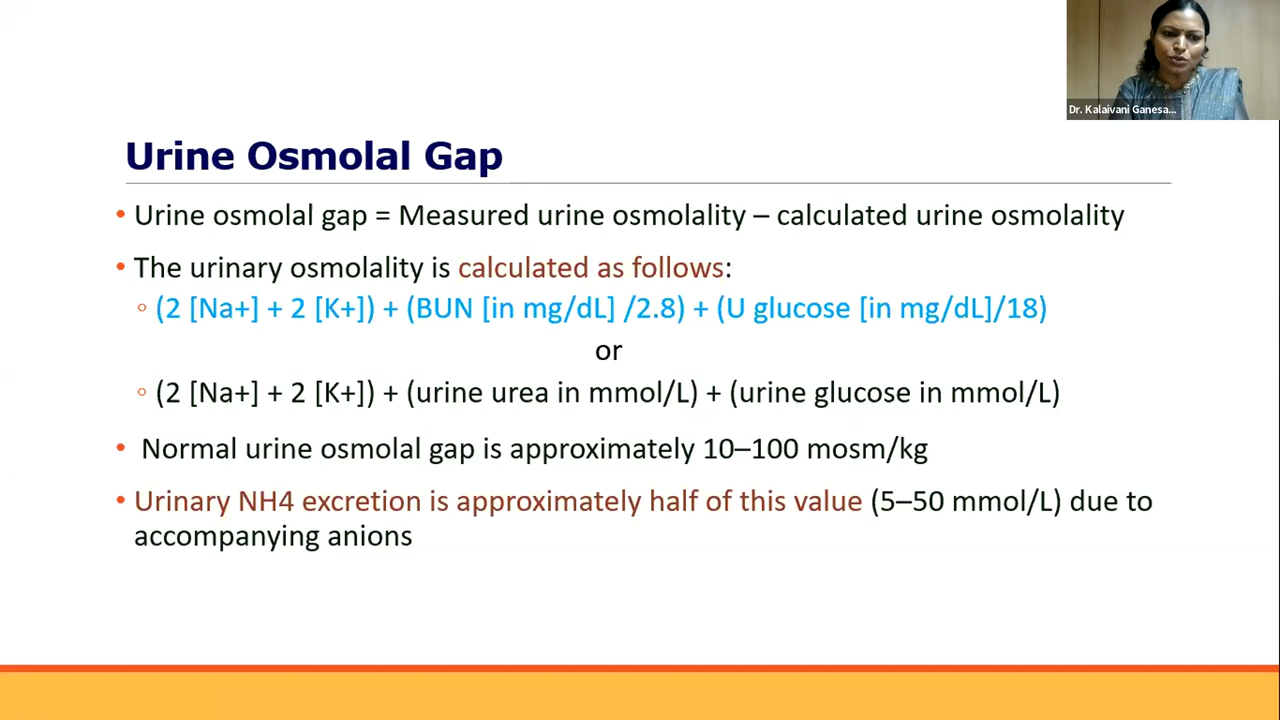 Dr. Kalaivani Ganesa...
Urine Osmolal Gap
• Urine osmolal gap = Measured urine osmolality – calculated urine osmolality
• The urinary osmolality is calculated as follows:
◦ (2 [Na+] + 2 [K+]) + (BUN [in mg/dL] /2.8) + (U glucose [in mg/dL]/18)
or
◦ (2 [Na+] + 2 [K+]) + (urine urea in mmol/L) + (urine glucose in mmol/L)
• Normal urine osmolal gap is approximately 10–100 mosm/kg
• Urinary NH4 excretion is approximately half of this value (5–50 mmol/L) due to
accompanying anions